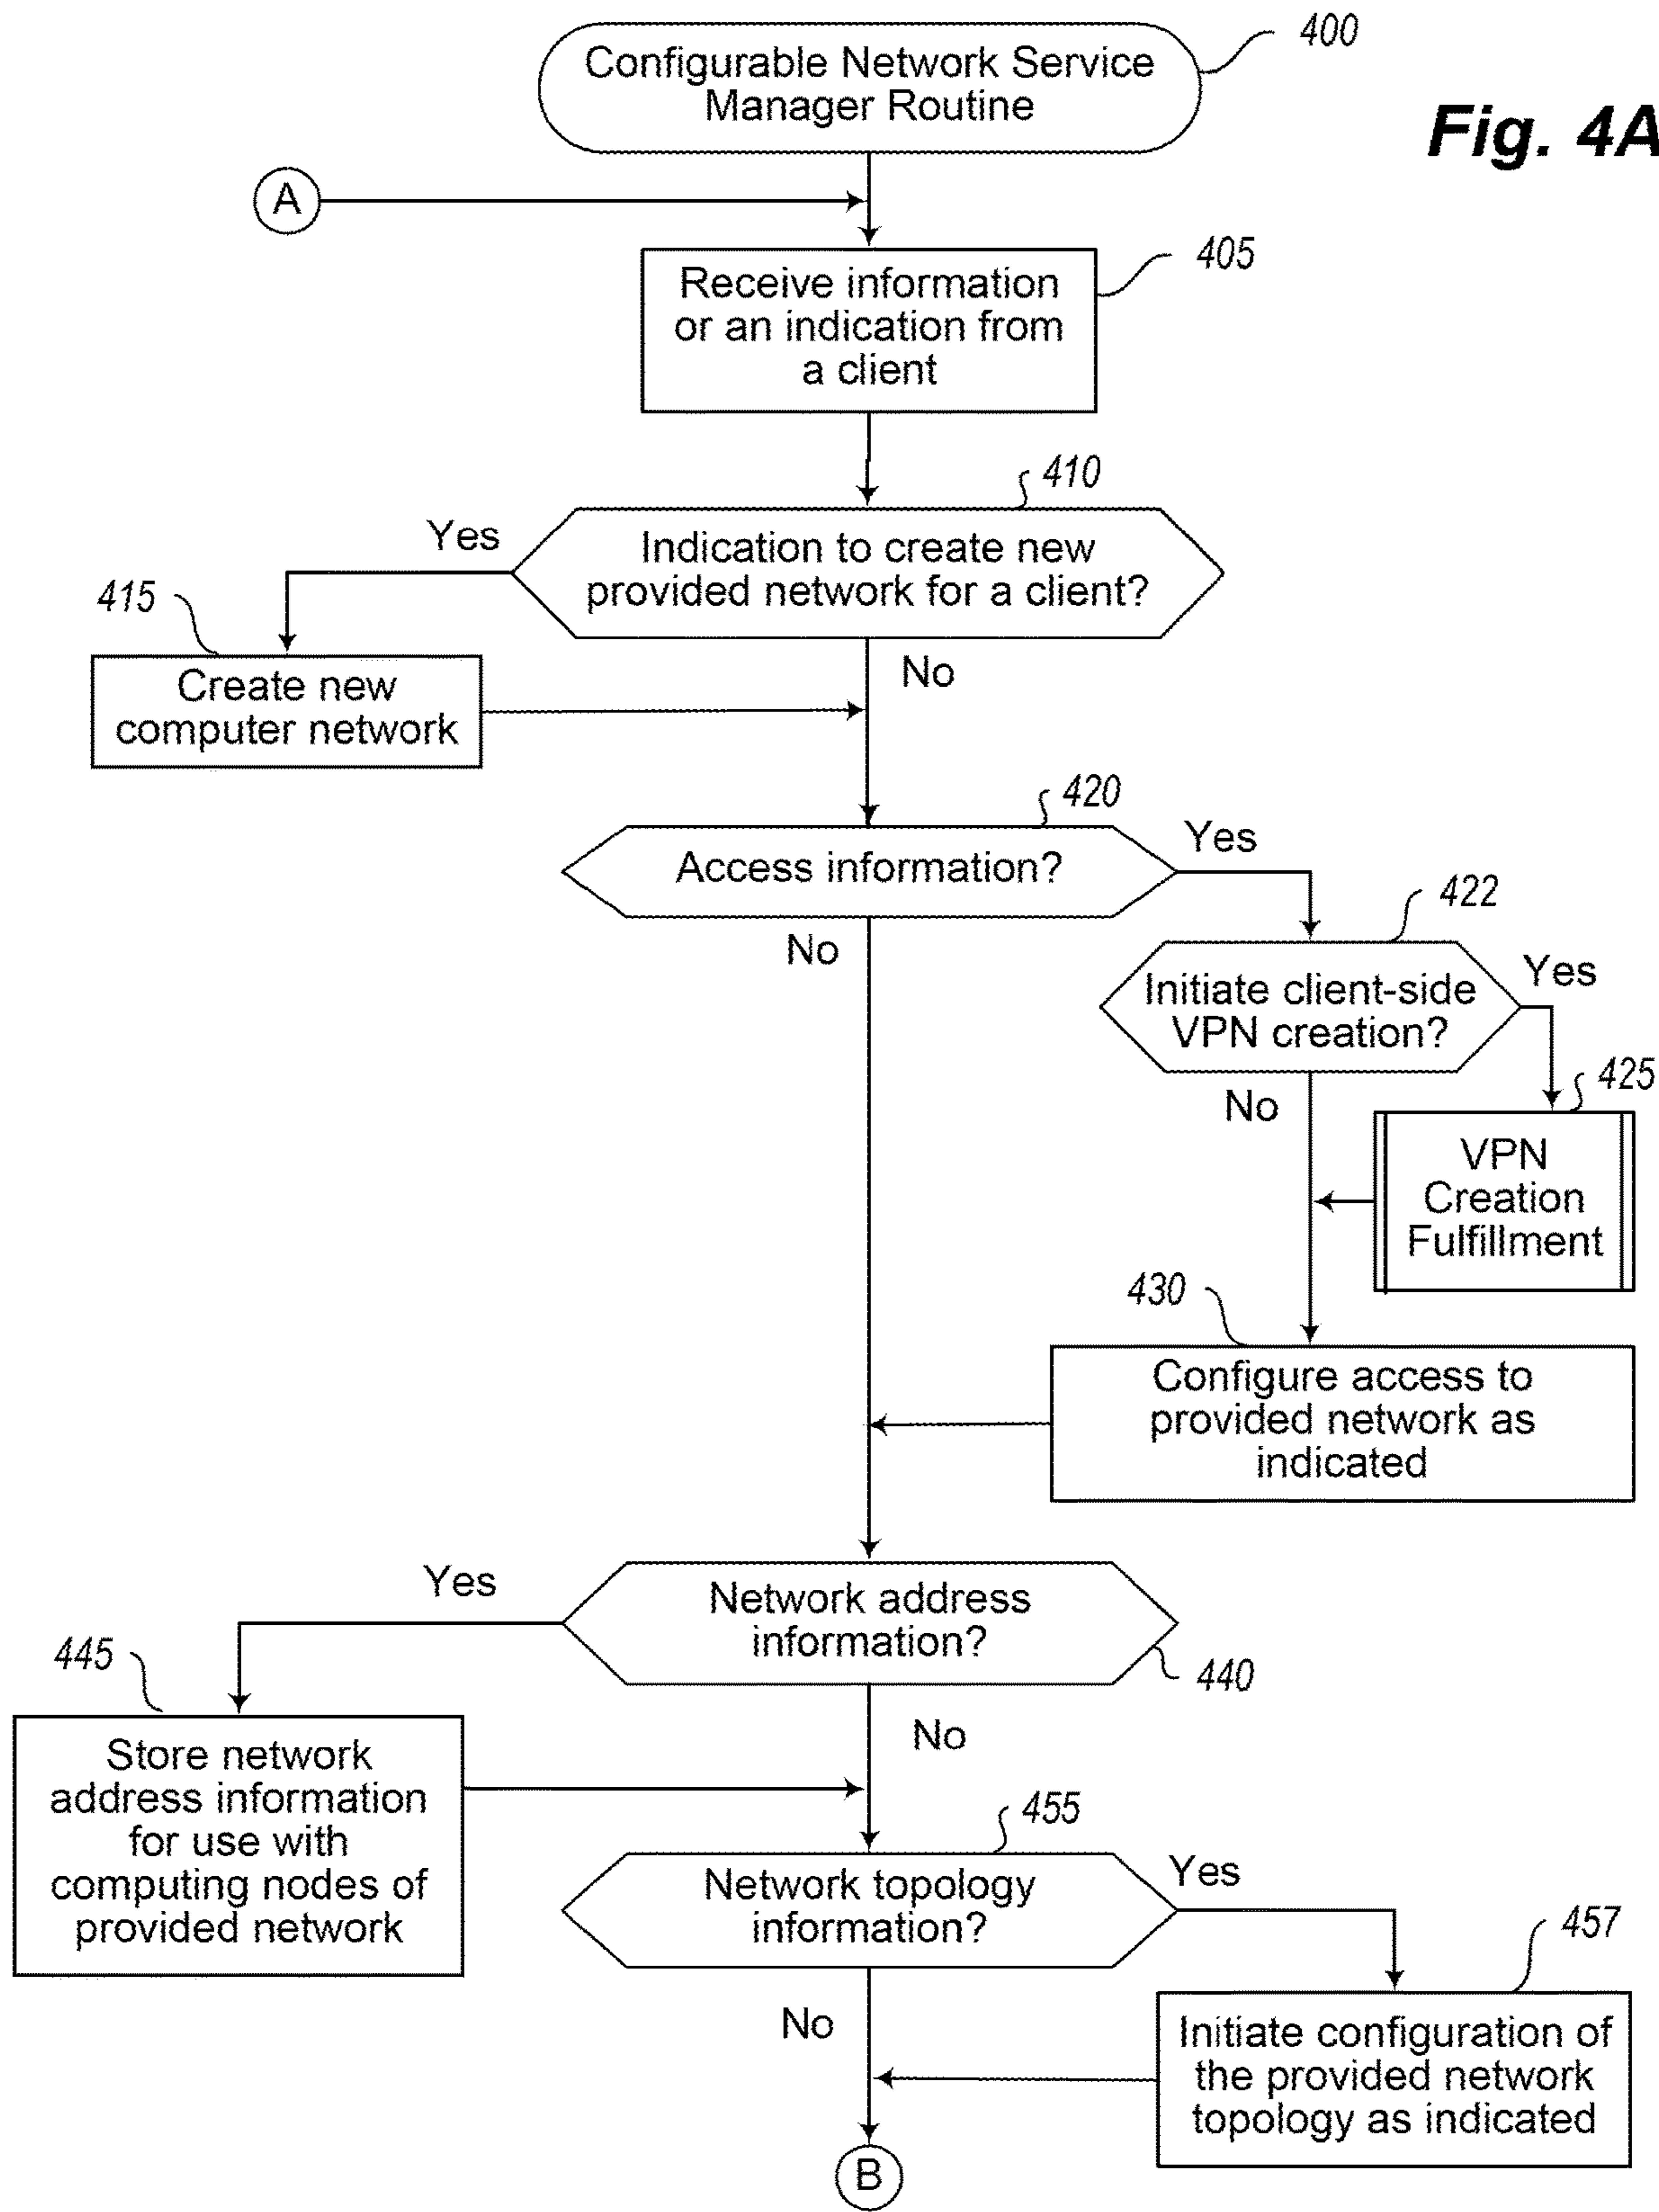 400
Configurable Network Service
Manager Routine
Fig. 4A
A
405
Receive information
or an indication from
a client
410
Yes
Indication to create new
provided network for a client?
415
No
Create new
computer network
420
Yes
Access information?
422
No
Yes
Initiate client-side
VPN creation?
425
No
VPN
Creation
Fulfillment
430
Configure access to
provided network as
indicated
Yes
Network address
information?
445
440
No
Store network
address information
for use with
computing nodes of
provided network
455
Yes
Network topology
information?
457
No
Initiate configuration of
the provided network
topology as indicated
B